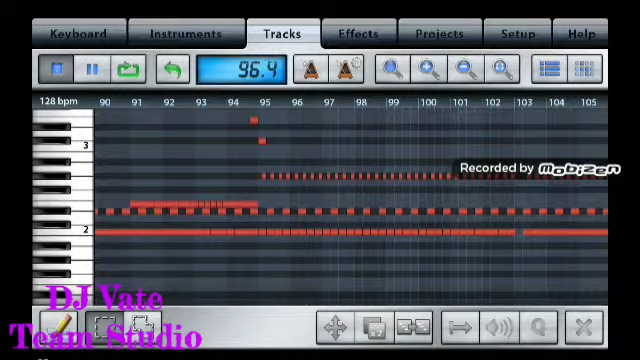 Keyboard Instruments Tracks Effects Projects Setup Help
96.4
128 bpm 90 91 92 93 94 95 96 97 98 99 100 101 102 103 104 105
3
Recorded by mobizen
2
DJ Vate
Team Studio
x2